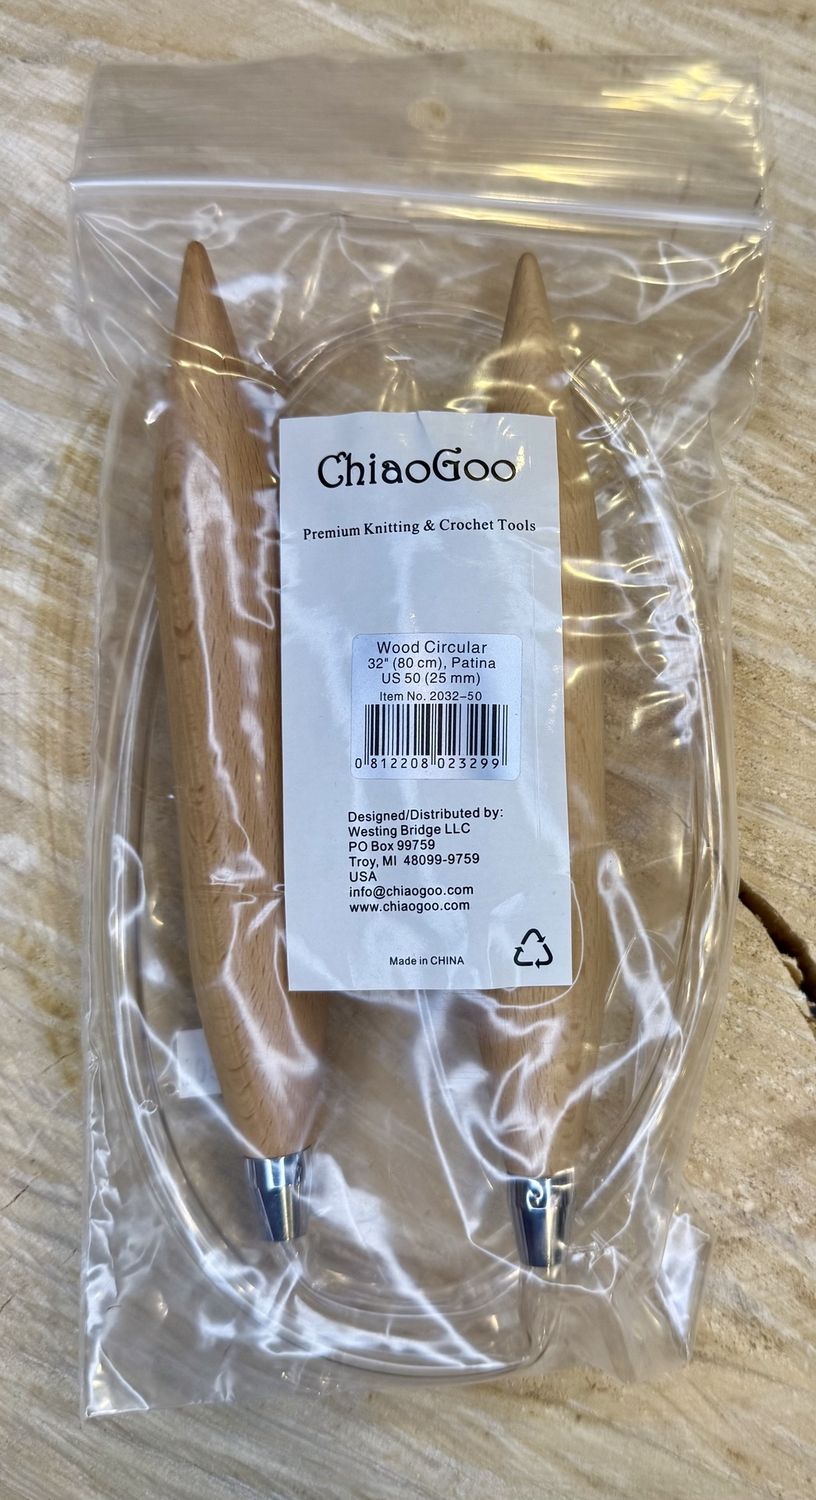 ChiaoGoo
Premium Knitting & Crochet Tools
Wood Circular
32" (80 cm), Patina
US 50 (25 mm)
Item No. 2032-50
0 812208 023299
Designed/Distributed by:
Westing Bridge LLC
PO Box 99759
Troy, MI 48099-9759
USA
info@chiaogoo.com
www.chiaogoo.com
Made in CHINA